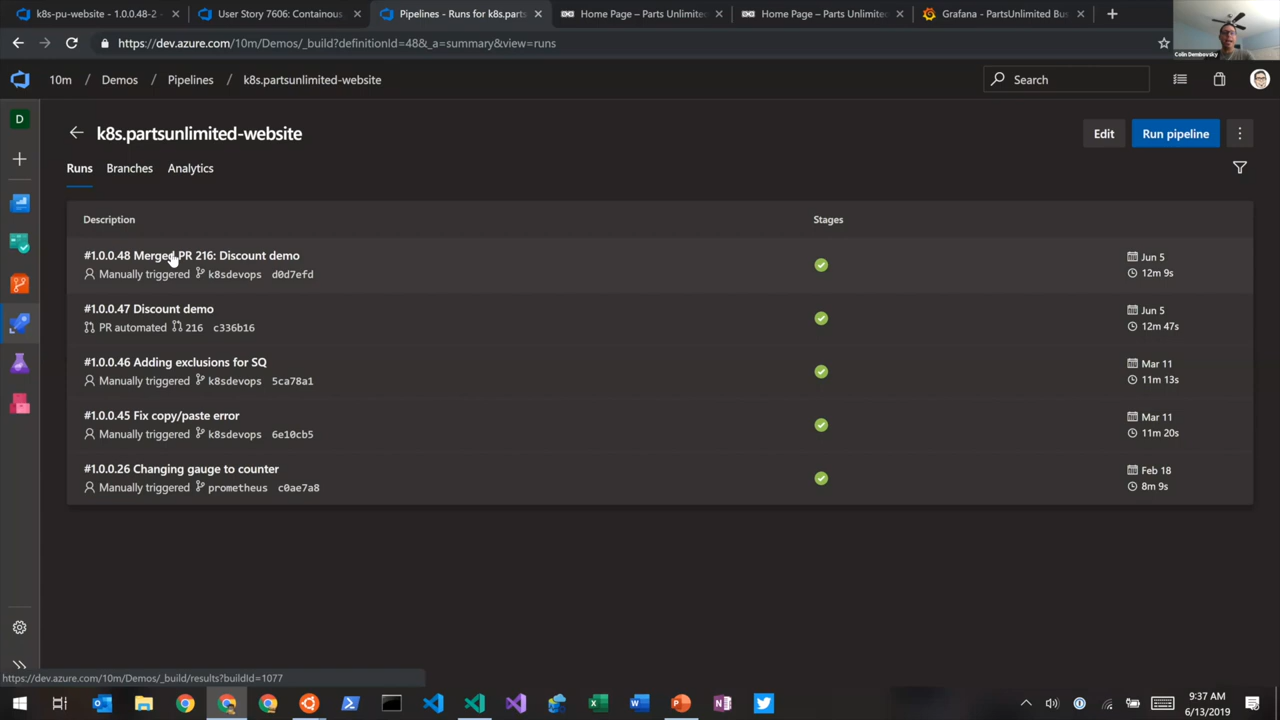 k8s-pu-website - 1.0.0.48-2
User Story 7606: Containous
Pipelines - Runs for k8s.parts
Home Page – Parts Unlimited
Home Page – Parts Unlimited
Grafana - PartsUnlimited Bu
https://dev.azure.com/10m/Demos/_build?definitionId=48&_a=summary&view=runs
Colin Dembovsky
10m / Demos / Pipelines / k8s.partsunlimited-website
Search
D
k8s.partsunlimited-website
Edit
Run pipeline
Runs
Branches
Analytics
Description
Stages
#1.0.0.48 Merged PR 216: Discount demo
Manually triggered k8sdevops d0d7efd
Jun 5
12m 9s
#1.0.0.47 Discount demo
PR automated 216 c336b16
Jun 5
12m 47s
#1.0.0.46 Adding exclusions for SQ
Manually triggered k8sdevops 5ca78a1
Mar 11
11m 13s
#1.0.0.45 Fix copy/paste error
Manually triggered k8sdevops 6e10cb5
Mar 11
11m 20s
#1.0.0.26 Changing gauge to counter
Manually triggered prometheus c0ae7a8
Feb 18
8m 9s
https://dev.azure.com/10m/Demos/_build/results?buildId=1077
9:37 AM
6/13/2019